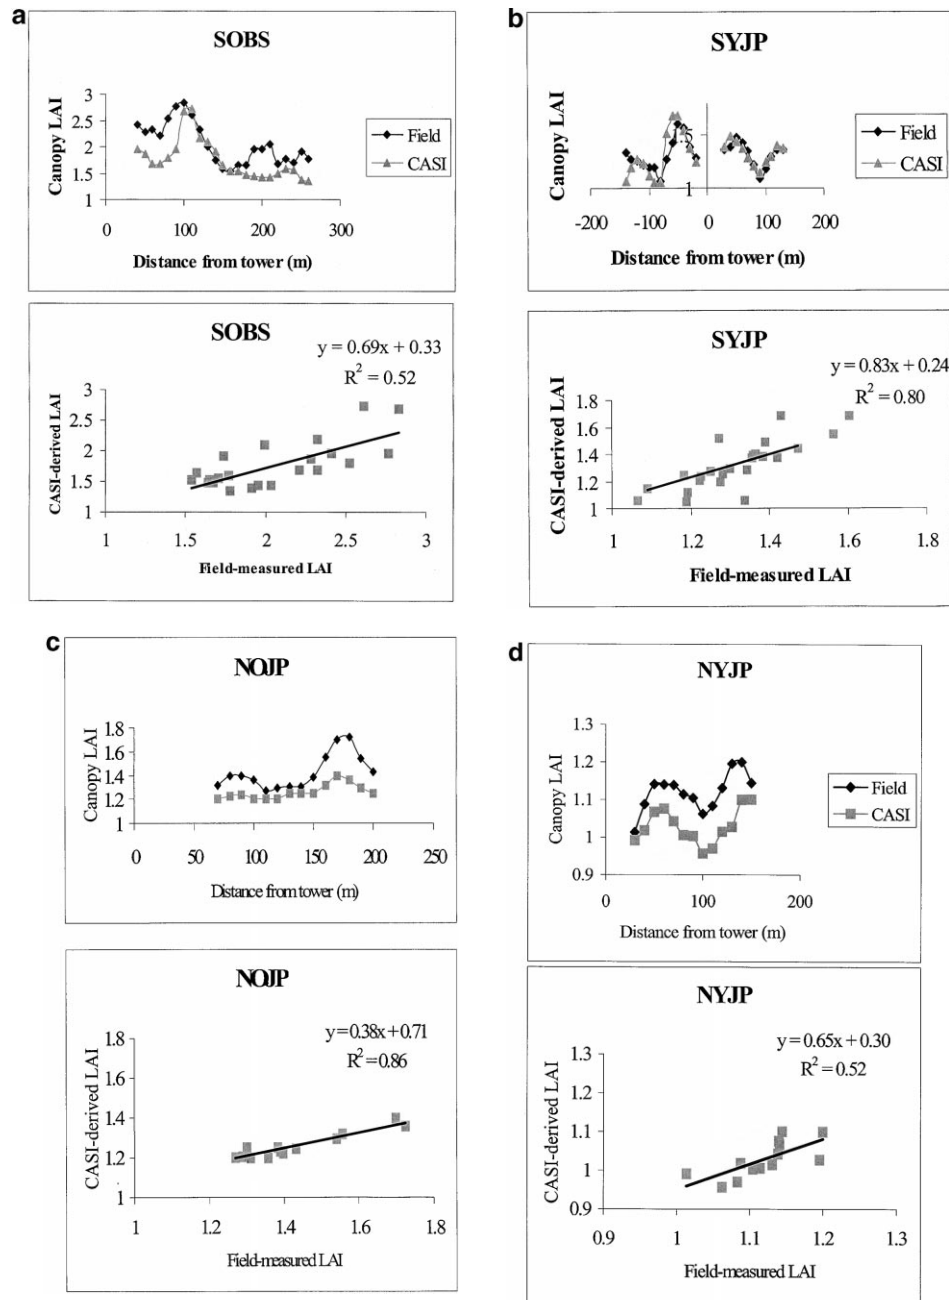 a
SOBS
Canopy LAI
3
2.5
2
1.5
1
0 100 200 300
Distance from tower (m)
Field
CASI
SOBS
y = 0.69x + 0.33
R² = 0.52
CASI-derived LAI
3
2.5
2
1.5
1
1 1.5 2 2.5 3
Field-measured LAI
b
SYJP
Canopy LAI
.5
1
-200 -100 0 100 200
Distance from tower (m)
Field
CASI
SYJP
y = 0.83x + 0.24
R² = 0.80
CASI-derived LAI
1.8
1.6
1.4
1.2
1
1 1.2 1.4 1.6 1.8
Field-measured LAI
c
NOJP
Canopy LAI
1.8
1.6
1.4
1.2
1
0 50 100 150 200 250
Distance from tower (m)
NOJP
y=0.38x+0.71
R²=0.86
CASI-derived LAI
1.8
1.6
1.4
1.2
1
1 1.2 1.4 1.6 1.8
Field-measured LAI
d
NYJP
Canopy LAI
1.3
1.2
1.1
1
0.9
0 100 200
Distance from tower (m)
Field
CASI
NYJP
y = 0.65x + 0.30
R² = 0.52
CASI-derived LAI
1.3
1.2
1.1
1
0.9
0.9 1 1.1 1.2 1.3
Field-measured LAI